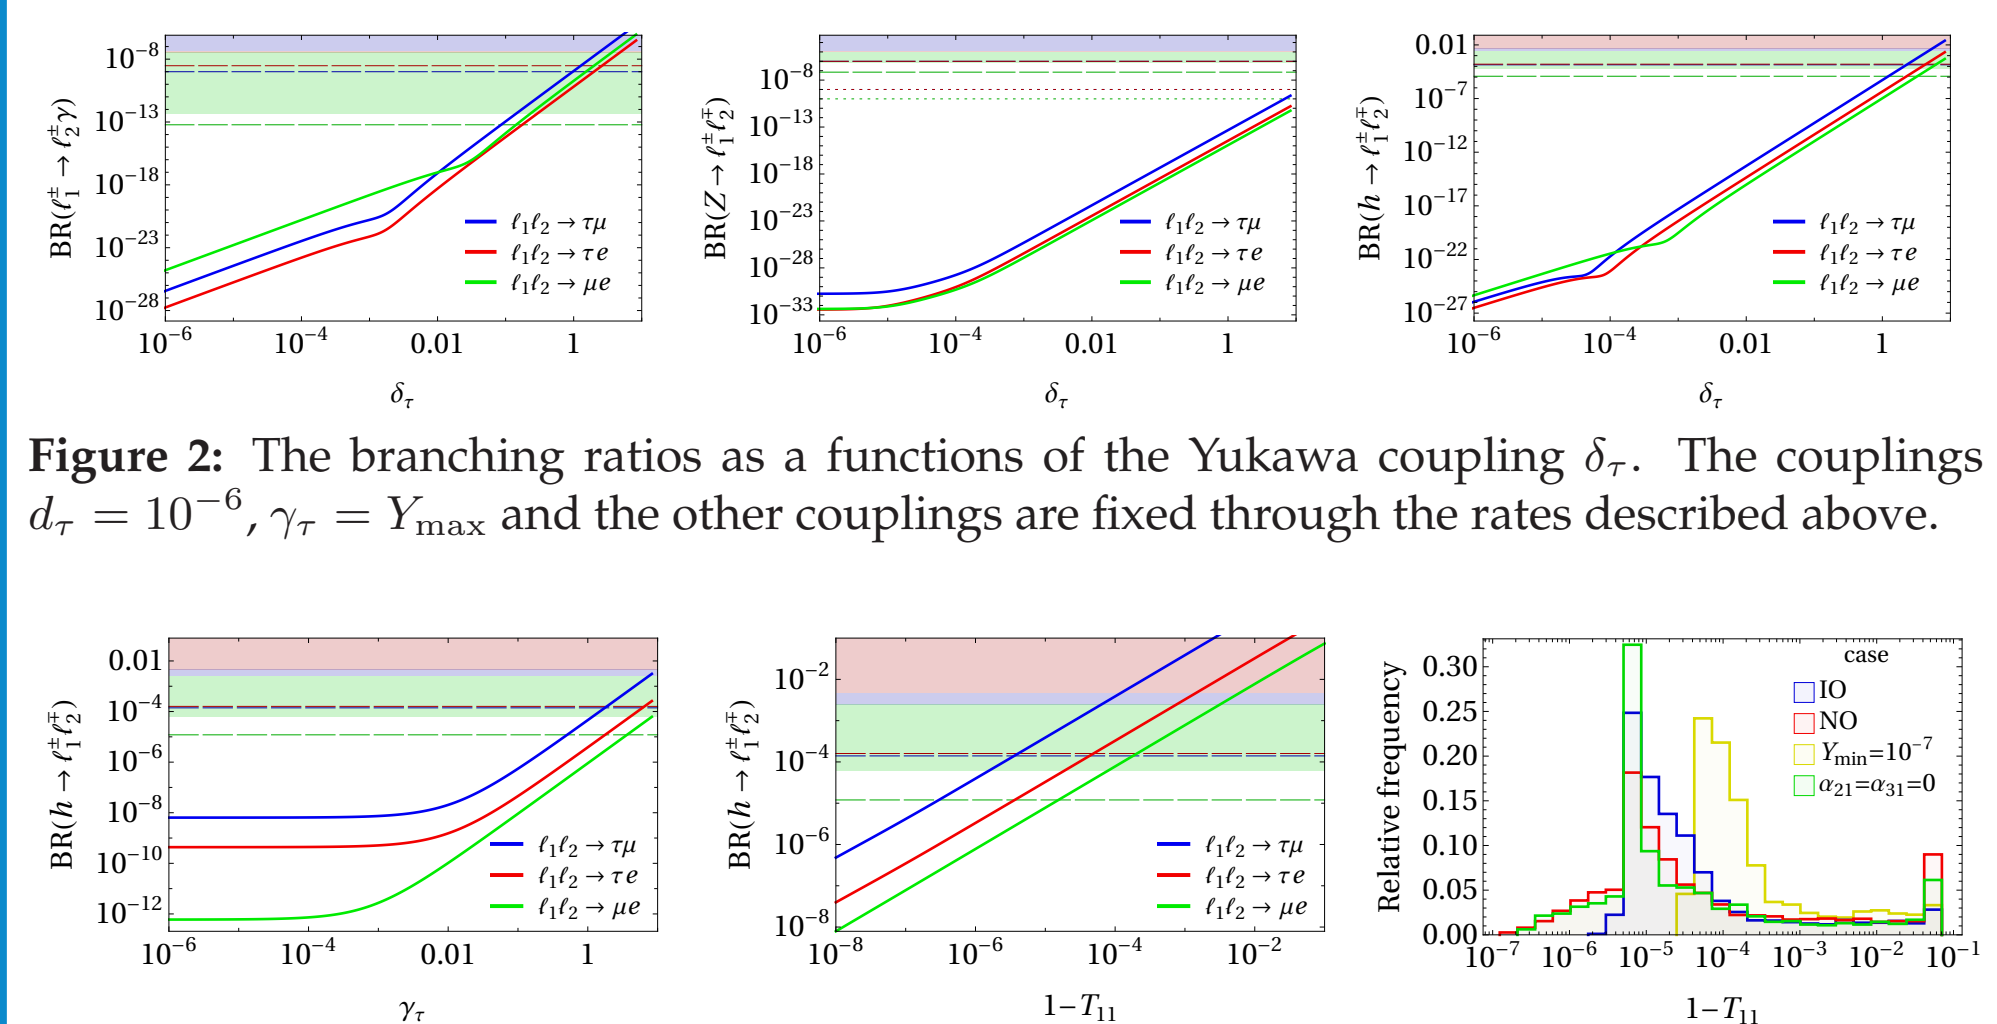 BR(ℓ₁± → ℓ₂±γ)
10⁻⁸
10⁻¹³
10⁻¹⁸
10⁻²³
10⁻²⁸
10⁻⁶ 10⁻⁴ 0.01 1
δτ
ℓ₁ℓ₂ → τμ
ℓ₁ℓ₂ → τe
ℓ₁ℓ₂ → μe
BR(Z → ℓ₁±ℓ₂∓)
10⁻⁸
10⁻¹³
10⁻¹⁸
10⁻²³
10⁻²⁸
10⁻³³
10⁻⁶ 10⁻⁴ 0.01 1
δτ
ℓ₁ℓ₂ → τμ
ℓ₁ℓ₂ → τe
ℓ₁ℓ₂ → μe
BR(h → ℓ₁±ℓ₂∓)
0.01
10⁻⁷
10⁻¹²
10⁻¹⁷
10⁻²²
10⁻²⁷
10⁻⁶ 10⁻⁴ 0.01 1
δτ
ℓ₁ℓ₂ → τμ
ℓ₁ℓ₂ → τe
ℓ₁ℓ₂ → μe
Figure 2: The branching ratios as a functions of the Yukawa coupling δτ. The couplings
dτ = 10⁻⁶, γτ = Ymax and the other couplings are fixed through the rates described above.
BR(h → ℓ₁±ℓ₂∓)
0.01
10⁻⁴
10⁻⁶
10⁻⁸
10⁻¹⁰
10⁻¹²
10⁻⁶ 10⁻⁴ 0.01 1
γτ
ℓ₁ℓ₂ → τμ
ℓ₁ℓ₂ → τe
ℓ₁ℓ₂ → μe
BR(h → ℓ₁±ℓ₂∓)
10⁻²
10⁻⁴
10⁻⁶
10⁻⁸
10⁻⁸ 10⁻⁶ 10⁻⁴ 10⁻²
1−T₁₁
ℓ₁ℓ₂ → τμ
ℓ₁ℓ₂ → τe
ℓ₁ℓ₂ → μe
Relative frequency
0.30
0.25
0.20
0.15
0.10
0.05
0.00
10⁻⁷ 10⁻⁶ 10⁻⁵ 10⁻⁴ 10⁻³ 10⁻² 10⁻¹
1−T₁₁
case
IO
NO
Ymin=10⁻⁷
α₂₁=α₃₁=0